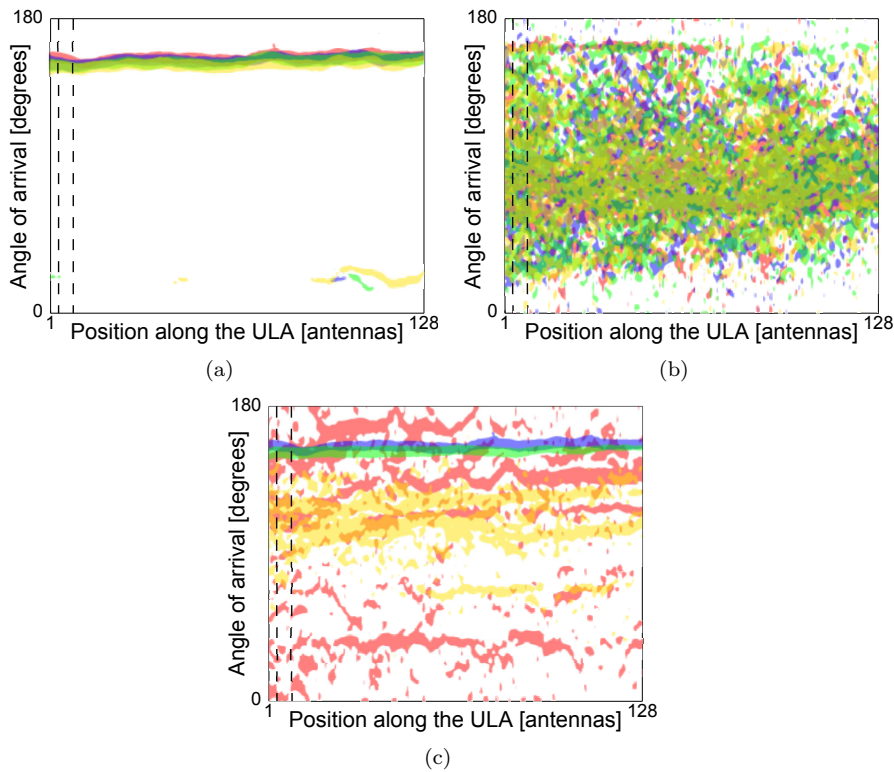 180
Angle of arrival [degrees]
0
1
Position along the ULA [antennas]
128
(a)
180
Angle of arrival [degrees]
0
1
Position along the ULA [antennas]
128
(b)
180
Angle of arrival [degrees]
0
1
Position along the ULA [antennas]
128
(c)